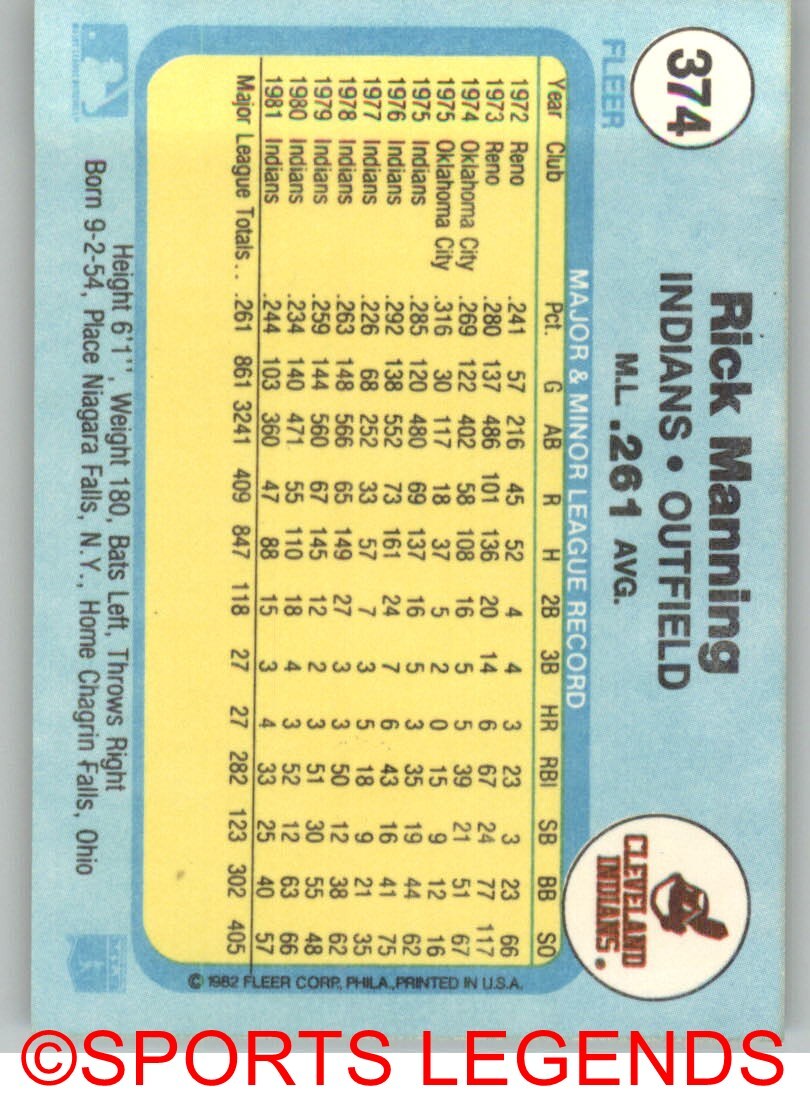 374
FLEER
Rick Manning
INDIANS • OUTFIELD
M.L .261 AVG.
CLEVELAND
INDIANS
MAJOR & MINOR LEAGUE RECORD
Year Club Pct. G AB R H 2B 3B HR RBI SB BB SO
1972 Reno .241 57 216 45 52 4 4 3 23 3 23 66
1973 Reno .280 137 486 101 136 20 14 6 67 24 77 117
1974 Oklahoma City .269 122 402 58 108 16 5 5 39 21 51 67
1975 Oklahoma City .316 30 117 18 37 5 2 0 15 9 12 16
1975 Indians .285 120 480 69 137 16 5 3 35 19 44 62
1976 Indians .292 138 552 73 161 24 7 6 43 16 41 75
1977 Indians .226 68 252 33 57 7 3 5 18 9 21 35
1978 Indians .263 148 566 65 149 27 3 3 50 12 38 62
1979 Indians .259 144 560 67 145 12 2 3 51 30 55 48
1980 Indians .234 140 471 55 110 18 4 3 52 12 63 66
1981 Indians .244 103 360 47 88 15 3 4 33 25 40 57
Major League Totals . . .261 861 3241 409 847 118 27 27 282 123 302 405
© 1982 FLEER CORP., PHILA., PRINTED IN U.S.A.
Height 6'1'', Weight 180, Bats Left, Throws Right
Born 9-2-54, Place Niagara Falls, N.Y., Home Chagrin Falls, Ohio
©SPORTS LEGENDS